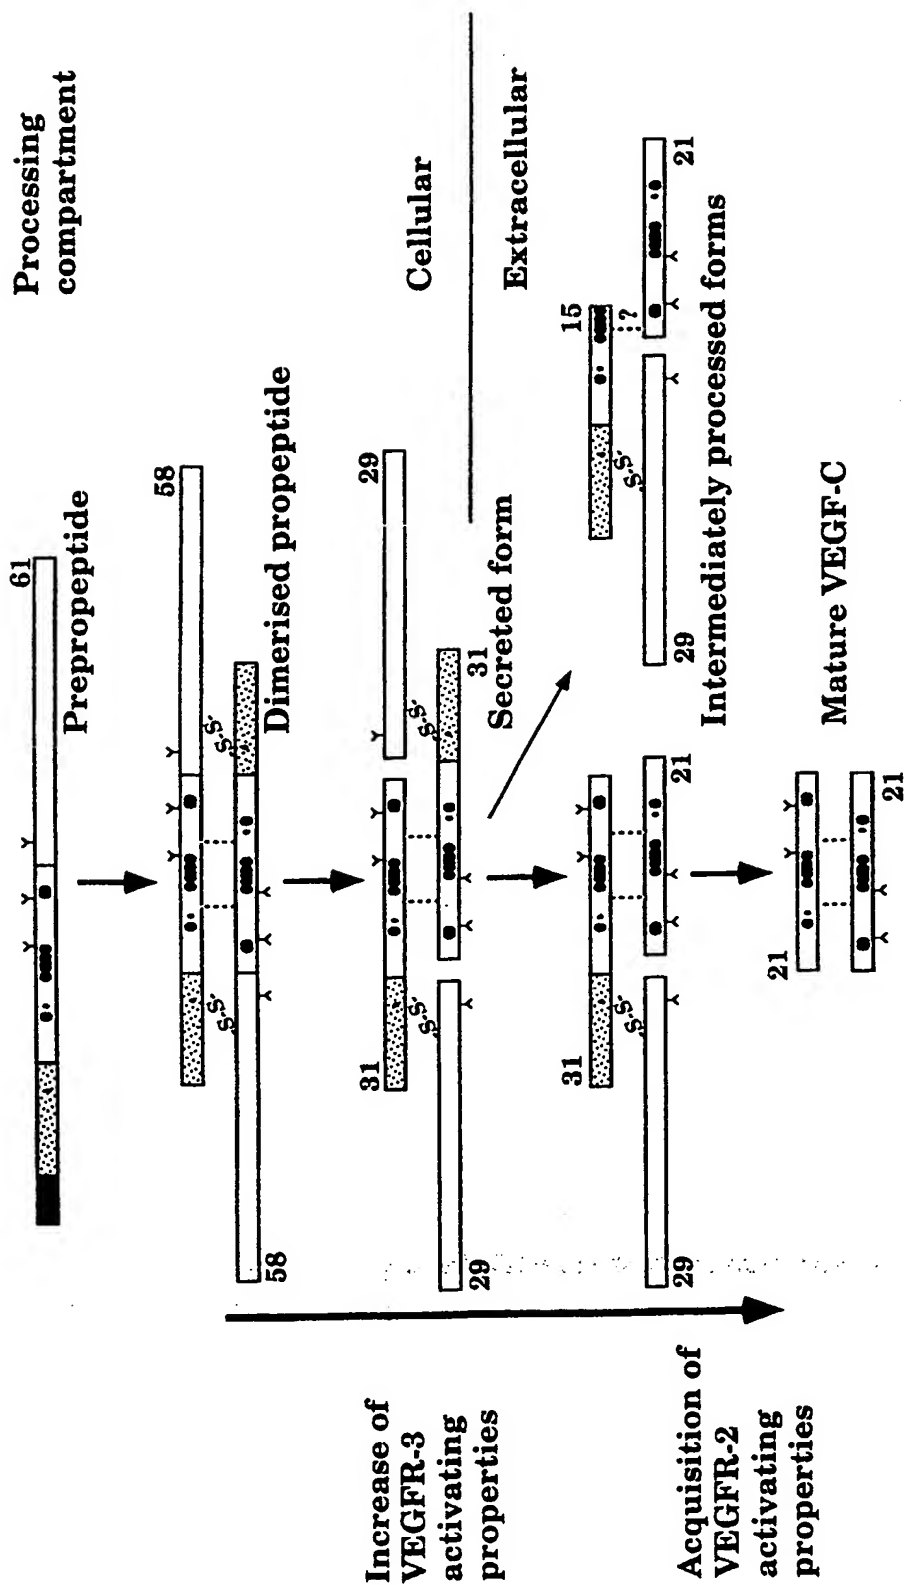 Processing
compartment
61
Prepropeptide
58
58
Dimerised propeptide
S-S
S-S
Cellular
Extracellular
29
31
31
29
S-S
S-S
Secreted form
Increase of
VEGFR-3
activating
properties
31
21
29
S-S
15
?
21
29
S-S
Intermediately processed forms
Acquisition of
VEGFR-2
activating
properties
21
21
Mature VEGF-C